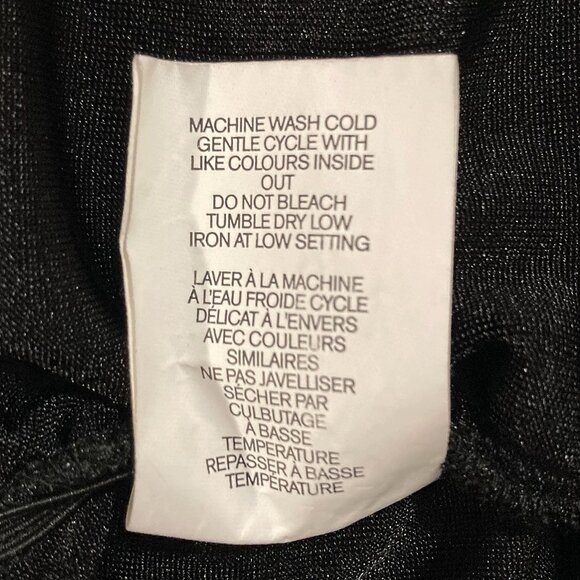 MACHINE WASH COLD
GENTLE CYCLE WITH
LIKE COLOURS INSIDE
OUT
DO NOT BLEACH
TUMBLE DRY LOW
IRON AT LOW SETTING
LAVER À LA MACHINE
À L'EAU FROIDE CYCLE
DÉLICAT À L'ENVERS
AVEC COULEURS
SIMILAIRES
NE PAS JAVELLISER
SÉCHER PAR
CULBUTAGE
À BASSE
TEMPERATURE
REPASSER À BASSE
TEMPÉRATURE